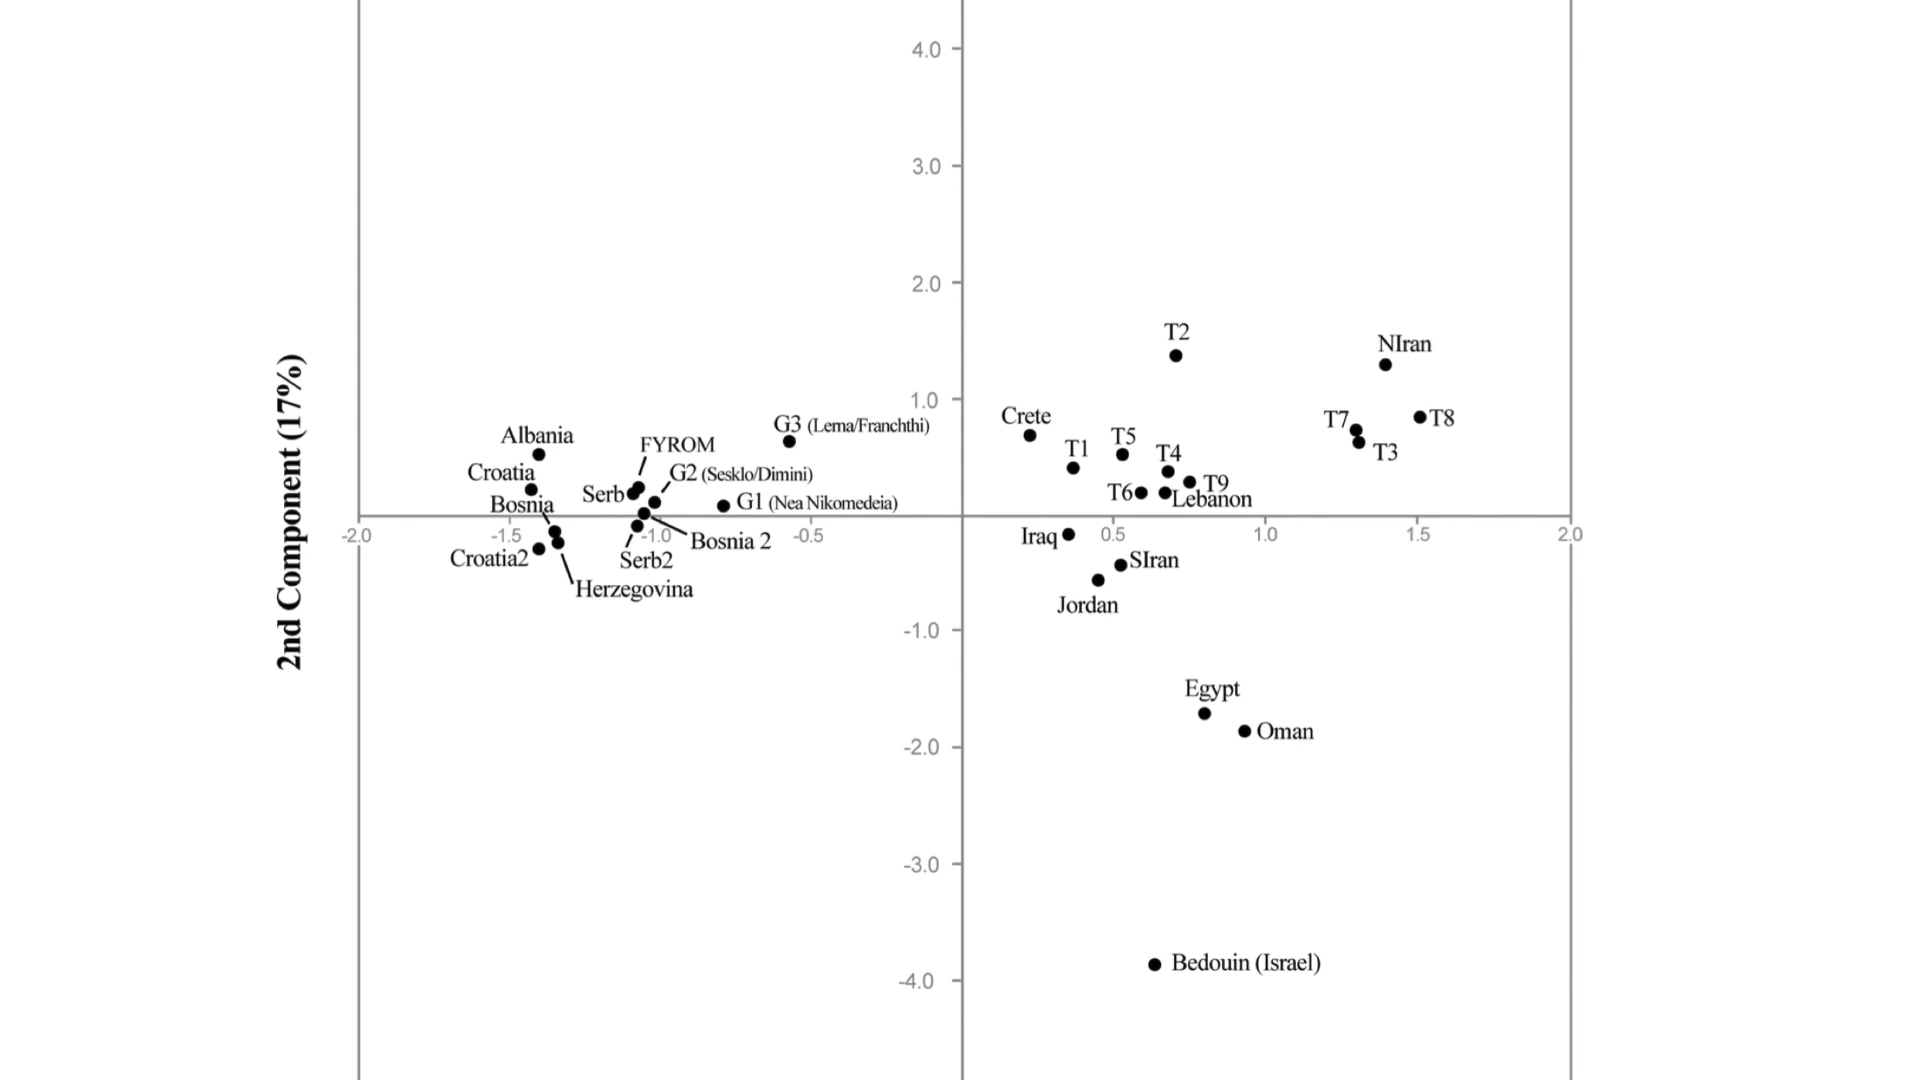 4.0
3.0
2.0
T2
NIran
1.0
Crete
T7
T8
G3 (Lerna/Franchthi)
Albania
FYROM
T1
T5
T4
T3
Croatia
G2 (Sesklo/Dimini)
Serb
T6
T9
Bosnia
G1 (Nea Nikomedeia)
Lebanon
-2.0
-1.5
-1.0
-0.5
Iraq
0.5
1.0
1.5
2.0
Bosnia 2
Croatia2
Serb2
SIran
Herzegovina
Jordan
-1.0
Egypt
Oman
-2.0
-3.0
Bedouin (Israel)
-4.0
2nd Component (17%)